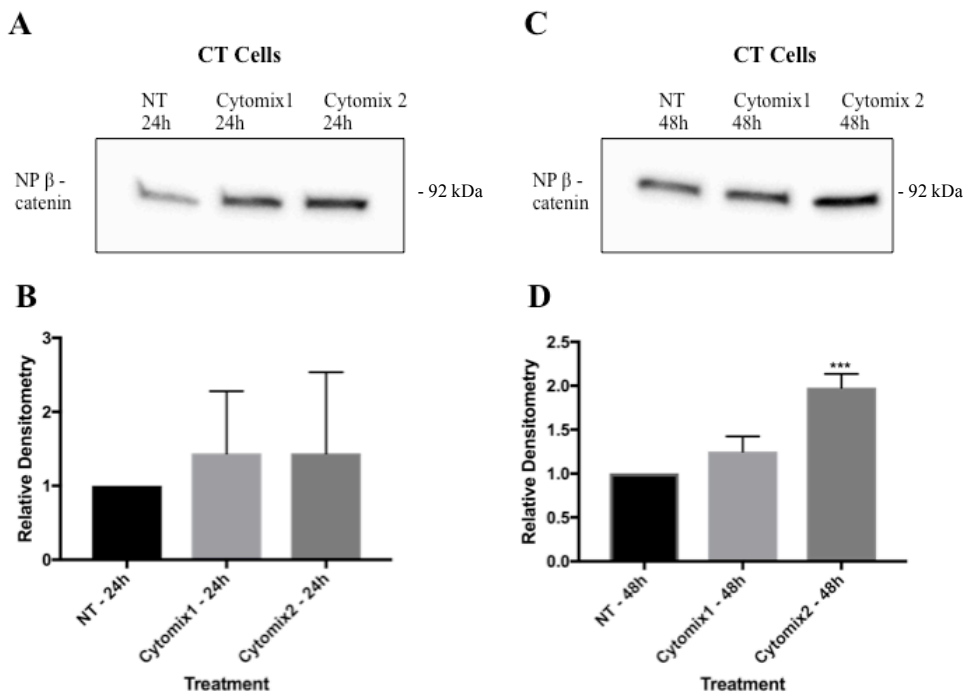 A
CT Cells
NT Cytomix1 Cytomix 2
24h 24h 24h
NP β - - 92 kDa
catenin
C
CT Cells
NT Cytomix1 Cytomix 2
48h 48h 48h
NP β - - 92 kDa
catenin
B
Relative Densitometry
3
2
1
0
NT - 24h
Cytomix1 - 24h
Cytomix2 - 24h
Treatment
D
Relative Densitometry
2.5
2.0
1.5
1.0
0.5
0.0
***
NT - 48h
Cytomix1 - 48h
Cytomix2 - 48h
Treatment